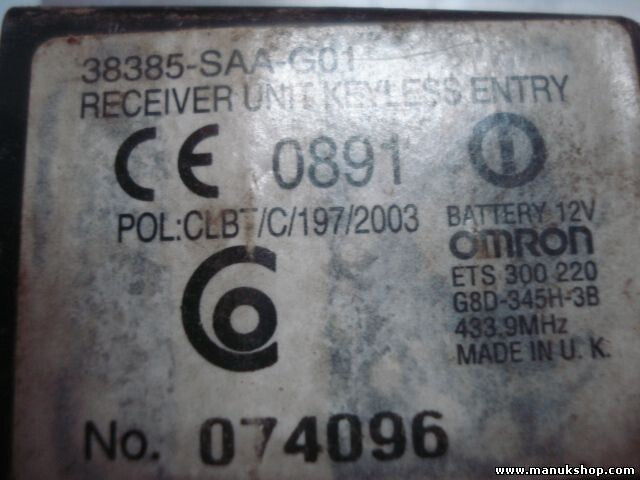 38385-SAA-G01
RECEIVER UNIT KEYLESS ENTRY
CE 0891
POL:CLBT/C/197/2003
BATTERY 12V
OMRON
ETS 300 220
G8D-345H-3B
433.9MHz
MADE IN U. K.
No. 074096
www.manukshop.com